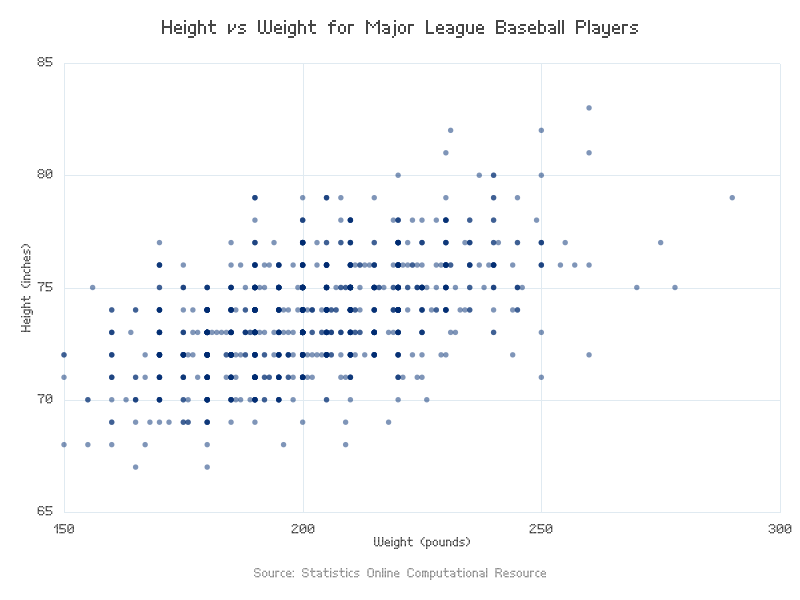 Height vs Weight for Major League Baseball Players
85
80
75
70
65
Height (inches)
150
200
250
300
Weight (pounds)
Source: Statistics Online Computational Resource